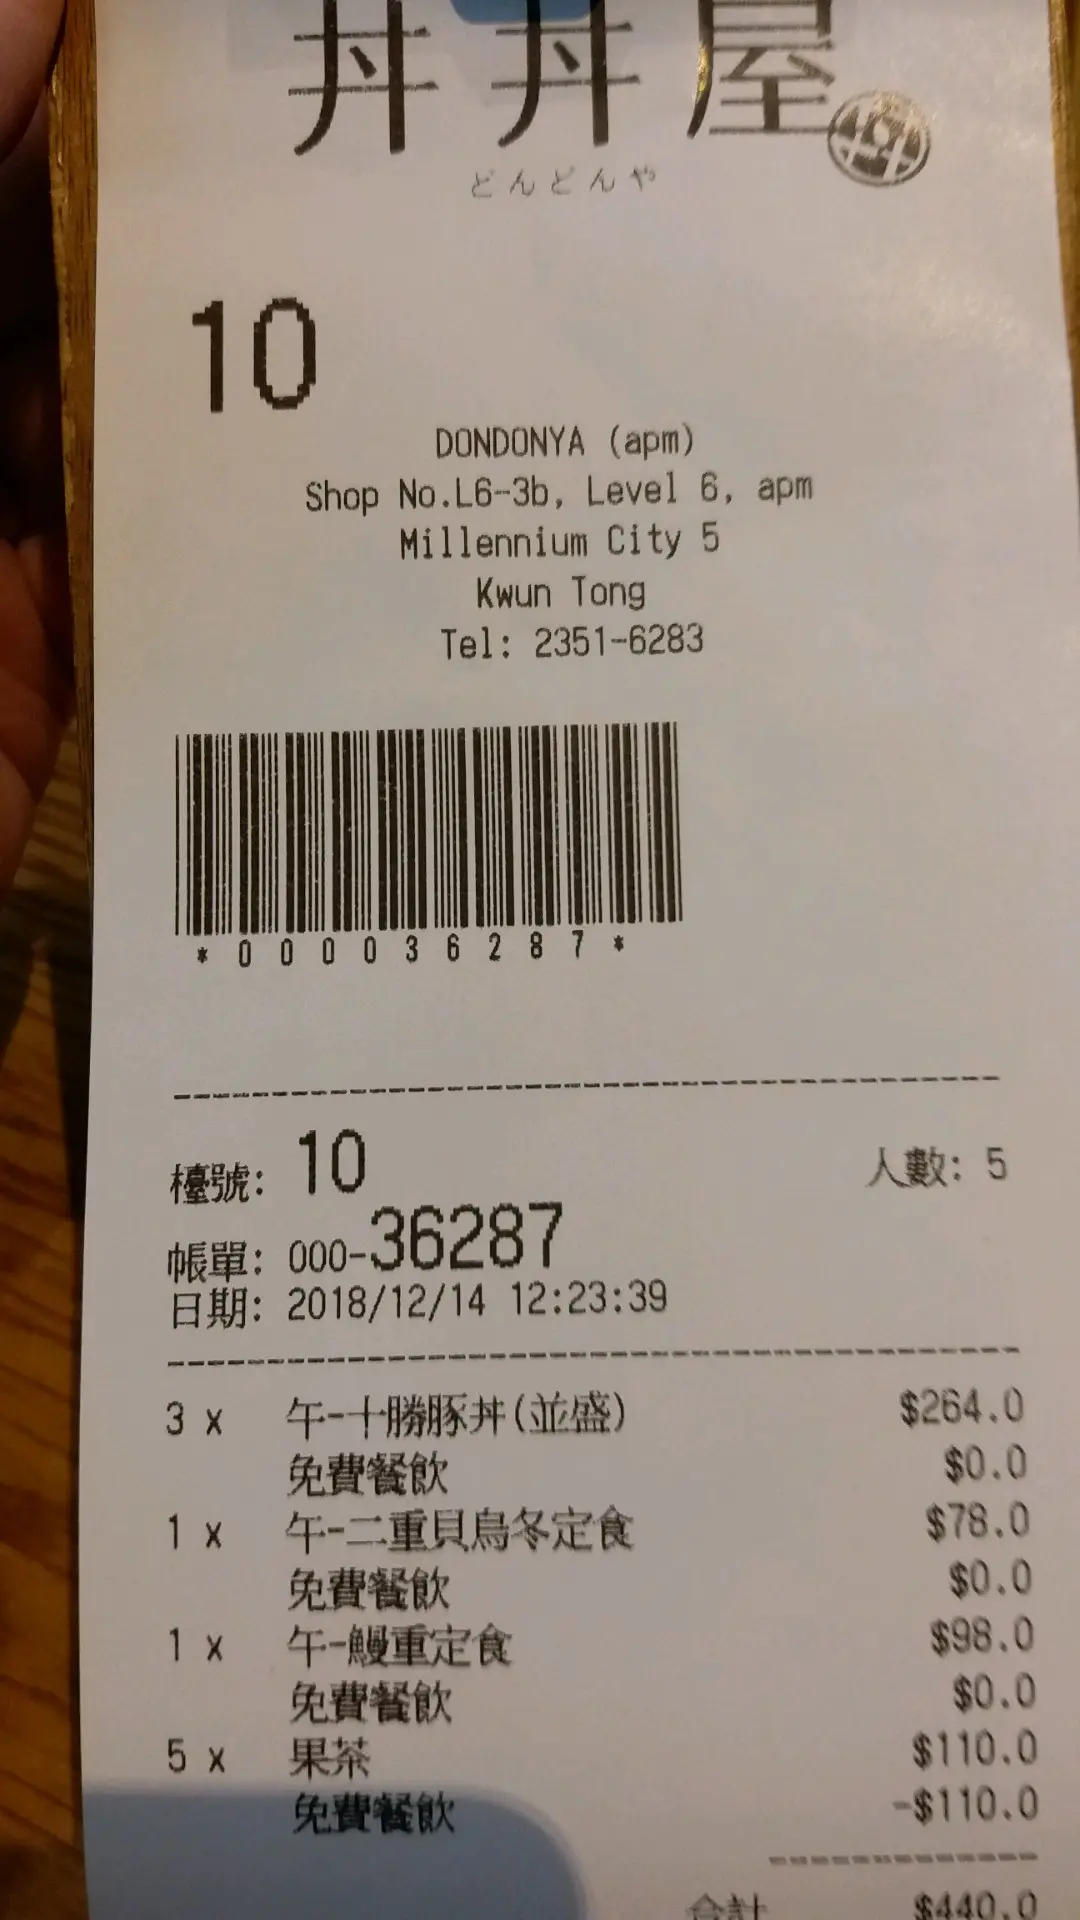 丼丼屋
どんどんや
10
DONDONYA (apm)
Shop No.L6-3b, Level 6, apm
Millennium City 5
Kwun Tong
Tel: 2351-6283
*000036287*
檯號: 10 人數: 5
帳單: 000-36287
日期: 2018/12/14 12:23:39
3 x 午-十勝豚丼(並盛) $264.0
免費餐飲 $0.0
1 x 午-二重貝烏冬定食 $78.0
免費餐飲 $0.0
1 x 午-鰻重定食 $98.0
免費餐飲 $0.0
5 x 果茶 $110.0
免費餐飲 -$110.0
合計 $440.0